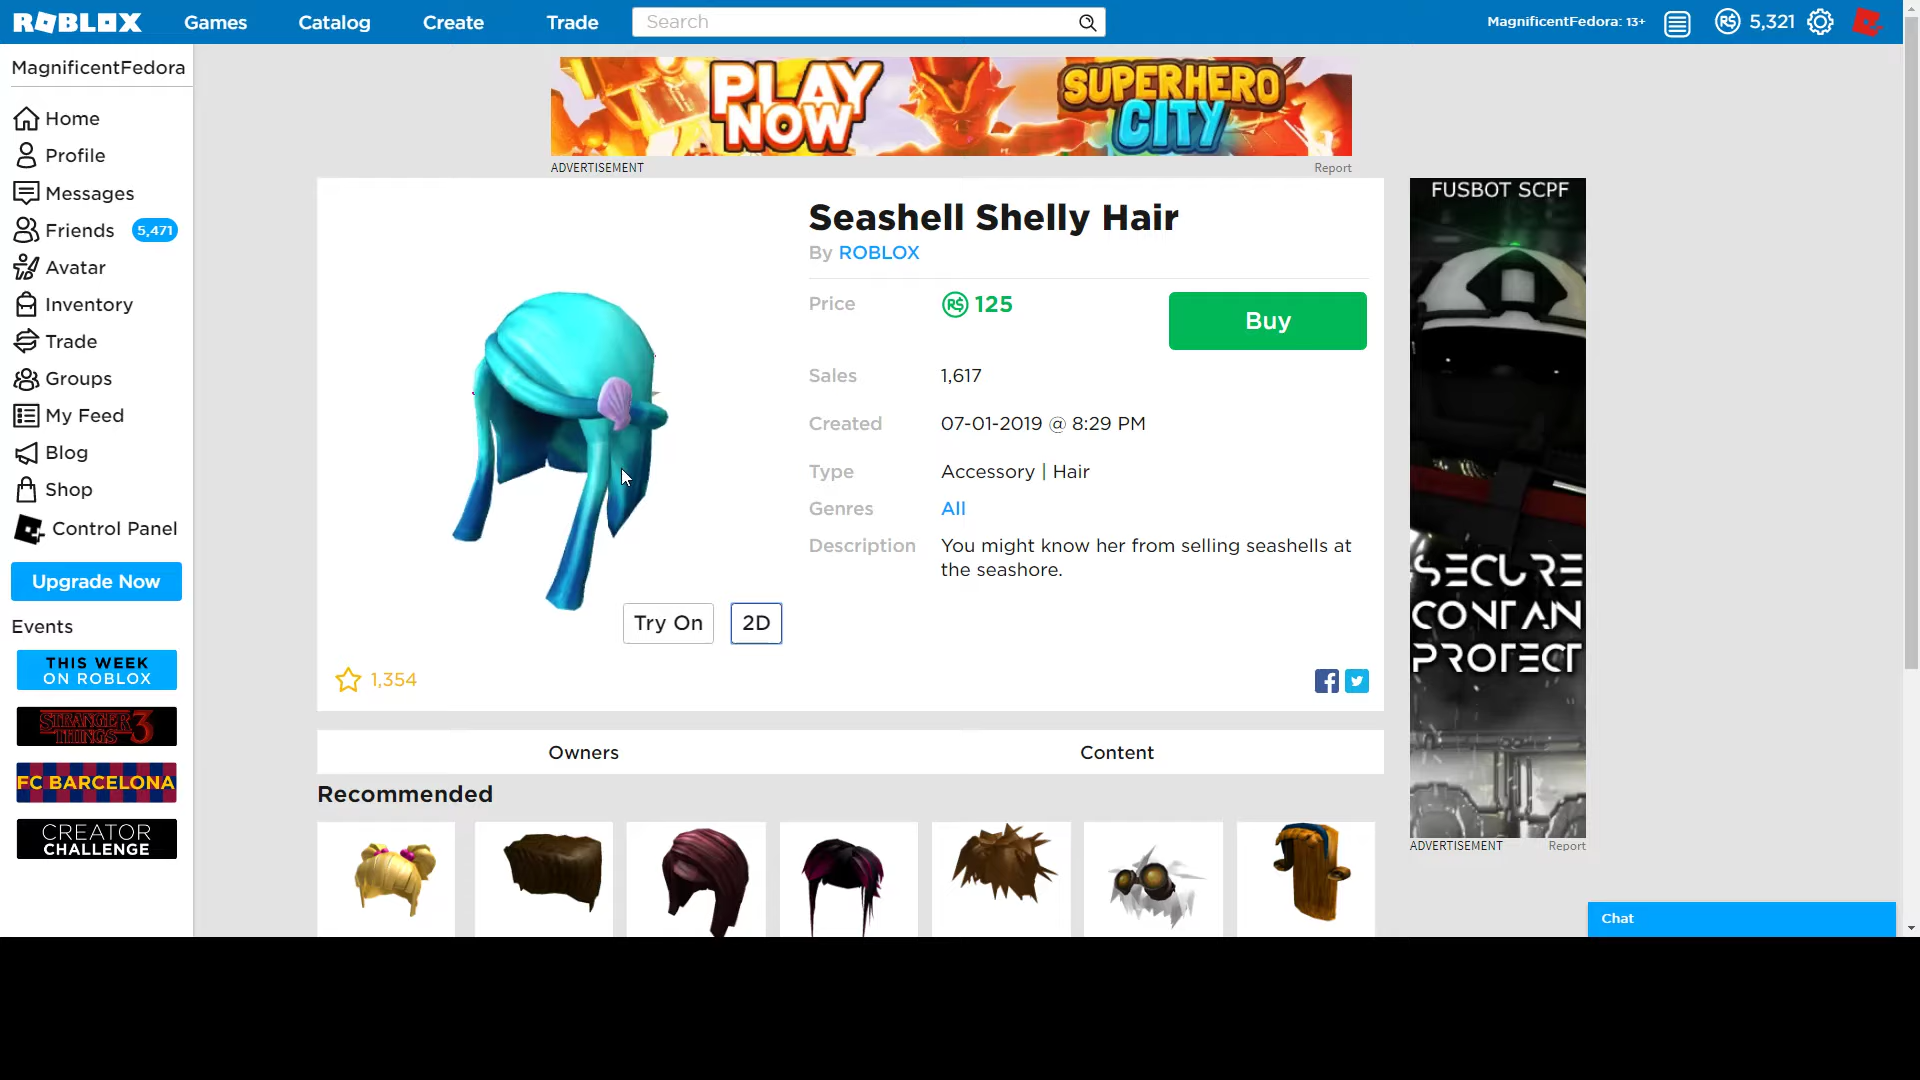 ROBLOX Games Catalog Create Trade Search MagnificentFedora: 13+ R$ 5,321
MagnificentFedora
Home
Profile
Messages
Friends 5,471
Avatar
Inventory
Trade
Groups
My Feed
Blog
Shop
Control Panel
Upgrade Now
Events
THIS WEEK
ON ROBLOX
STRANGER
THINGS 3
FC BARCELONA
CREATOR
CHALLENGE
PLAY
NOW
SUPERHERO
CITY
ADVERTISEMENT Report
Seashell Shelly Hair
By ROBLOX
Price R$ 125
Buy
Sales 1,617
Created 07-01-2019 @ 8:29 PM
Type Accessory | Hair
Genres All
Description You might know her from selling seashells at
the seashore.
Try On 2D
1,354
Owners Content
Recommended
FUSBOT SCPF
SECURE
CONTAIN
PROTECT
ADVERTISEMENT Report
Chat